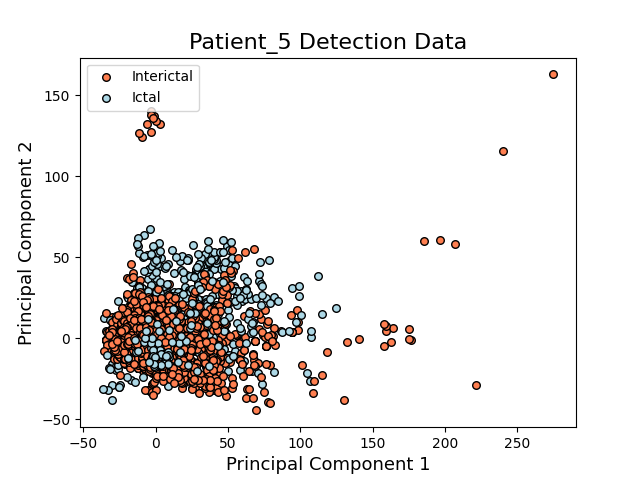 Patient_5 Detection Data
Interictal
Ictal
Principal Component 2
150
100
50
0
−50
−50
0
50
100
150
200
250
Principal Component 1